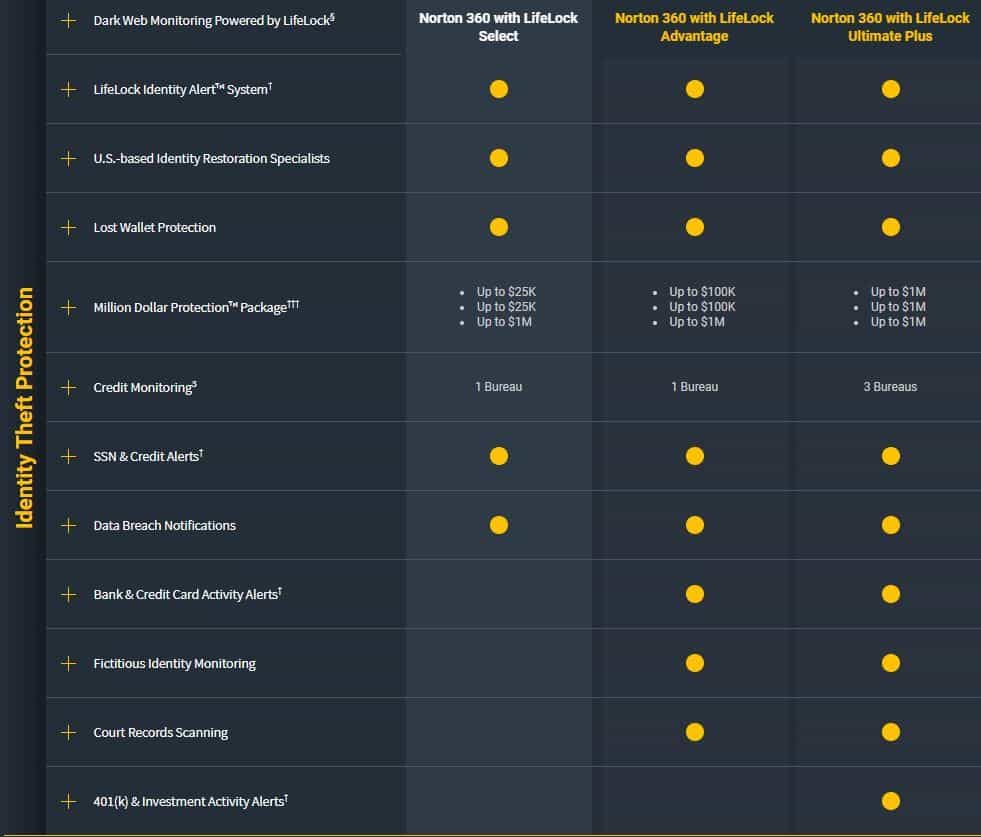 Identity Theft Protection
Dark Web Monitoring Powered by LifeLock§
Norton 360 with LifeLock
Select
Norton 360 with LifeLock
Advantage
Norton 360 with LifeLock
Ultimate Plus
LifeLock Identity Alert™ System†
U.S.-based Identity Restoration Specialists
Lost Wallet Protection
Million Dollar Protection™ Package†††
• Up to $25K
• Up to $25K
• Up to $1M
• Up to $100K
• Up to $100K
• Up to $1M
• Up to $1M
• Up to $1M
• Up to $1M
Credit Monitoring⁵
1 Bureau
1 Bureau
3 Bureaus
SSN & Credit Alerts†
Data Breach Notifications
Bank & Credit Card Activity Alerts†
Fictitious Identity Monitoring
Court Records Scanning
401(k) & Investment Activity Alerts†